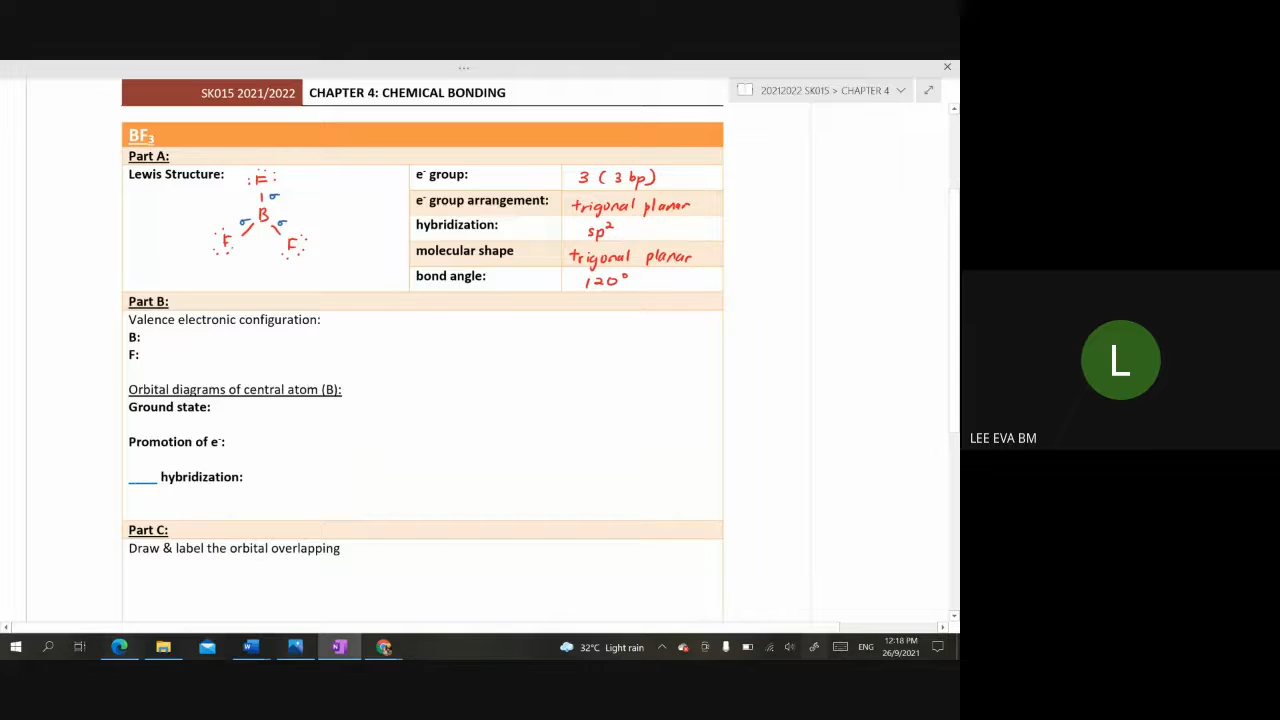 SK015 2021/2022 CHAPTER 4: CHEMICAL BONDING
20212022 SK015 > CHAPTER 4
BF₃
Part A:
Lewis Structure:
F
σ
B
σ σ
F F
e⁻ group: 3 (3 bp)
e⁻ group arrangement: trigonal planar
hybridization: sp²
molecular shape trigonal planar
bond angle: 120°
Part B:
Valence electronic configuration:
B:
F:
Orbital diagrams of central atom (B):
Ground state:
Promotion of e⁻:
____ hybridization:
Part C:
Draw & label the orbital overlapping
L
LEE EVA BM
32°C Light rain
ENG
12:18 PM
26/9/2021